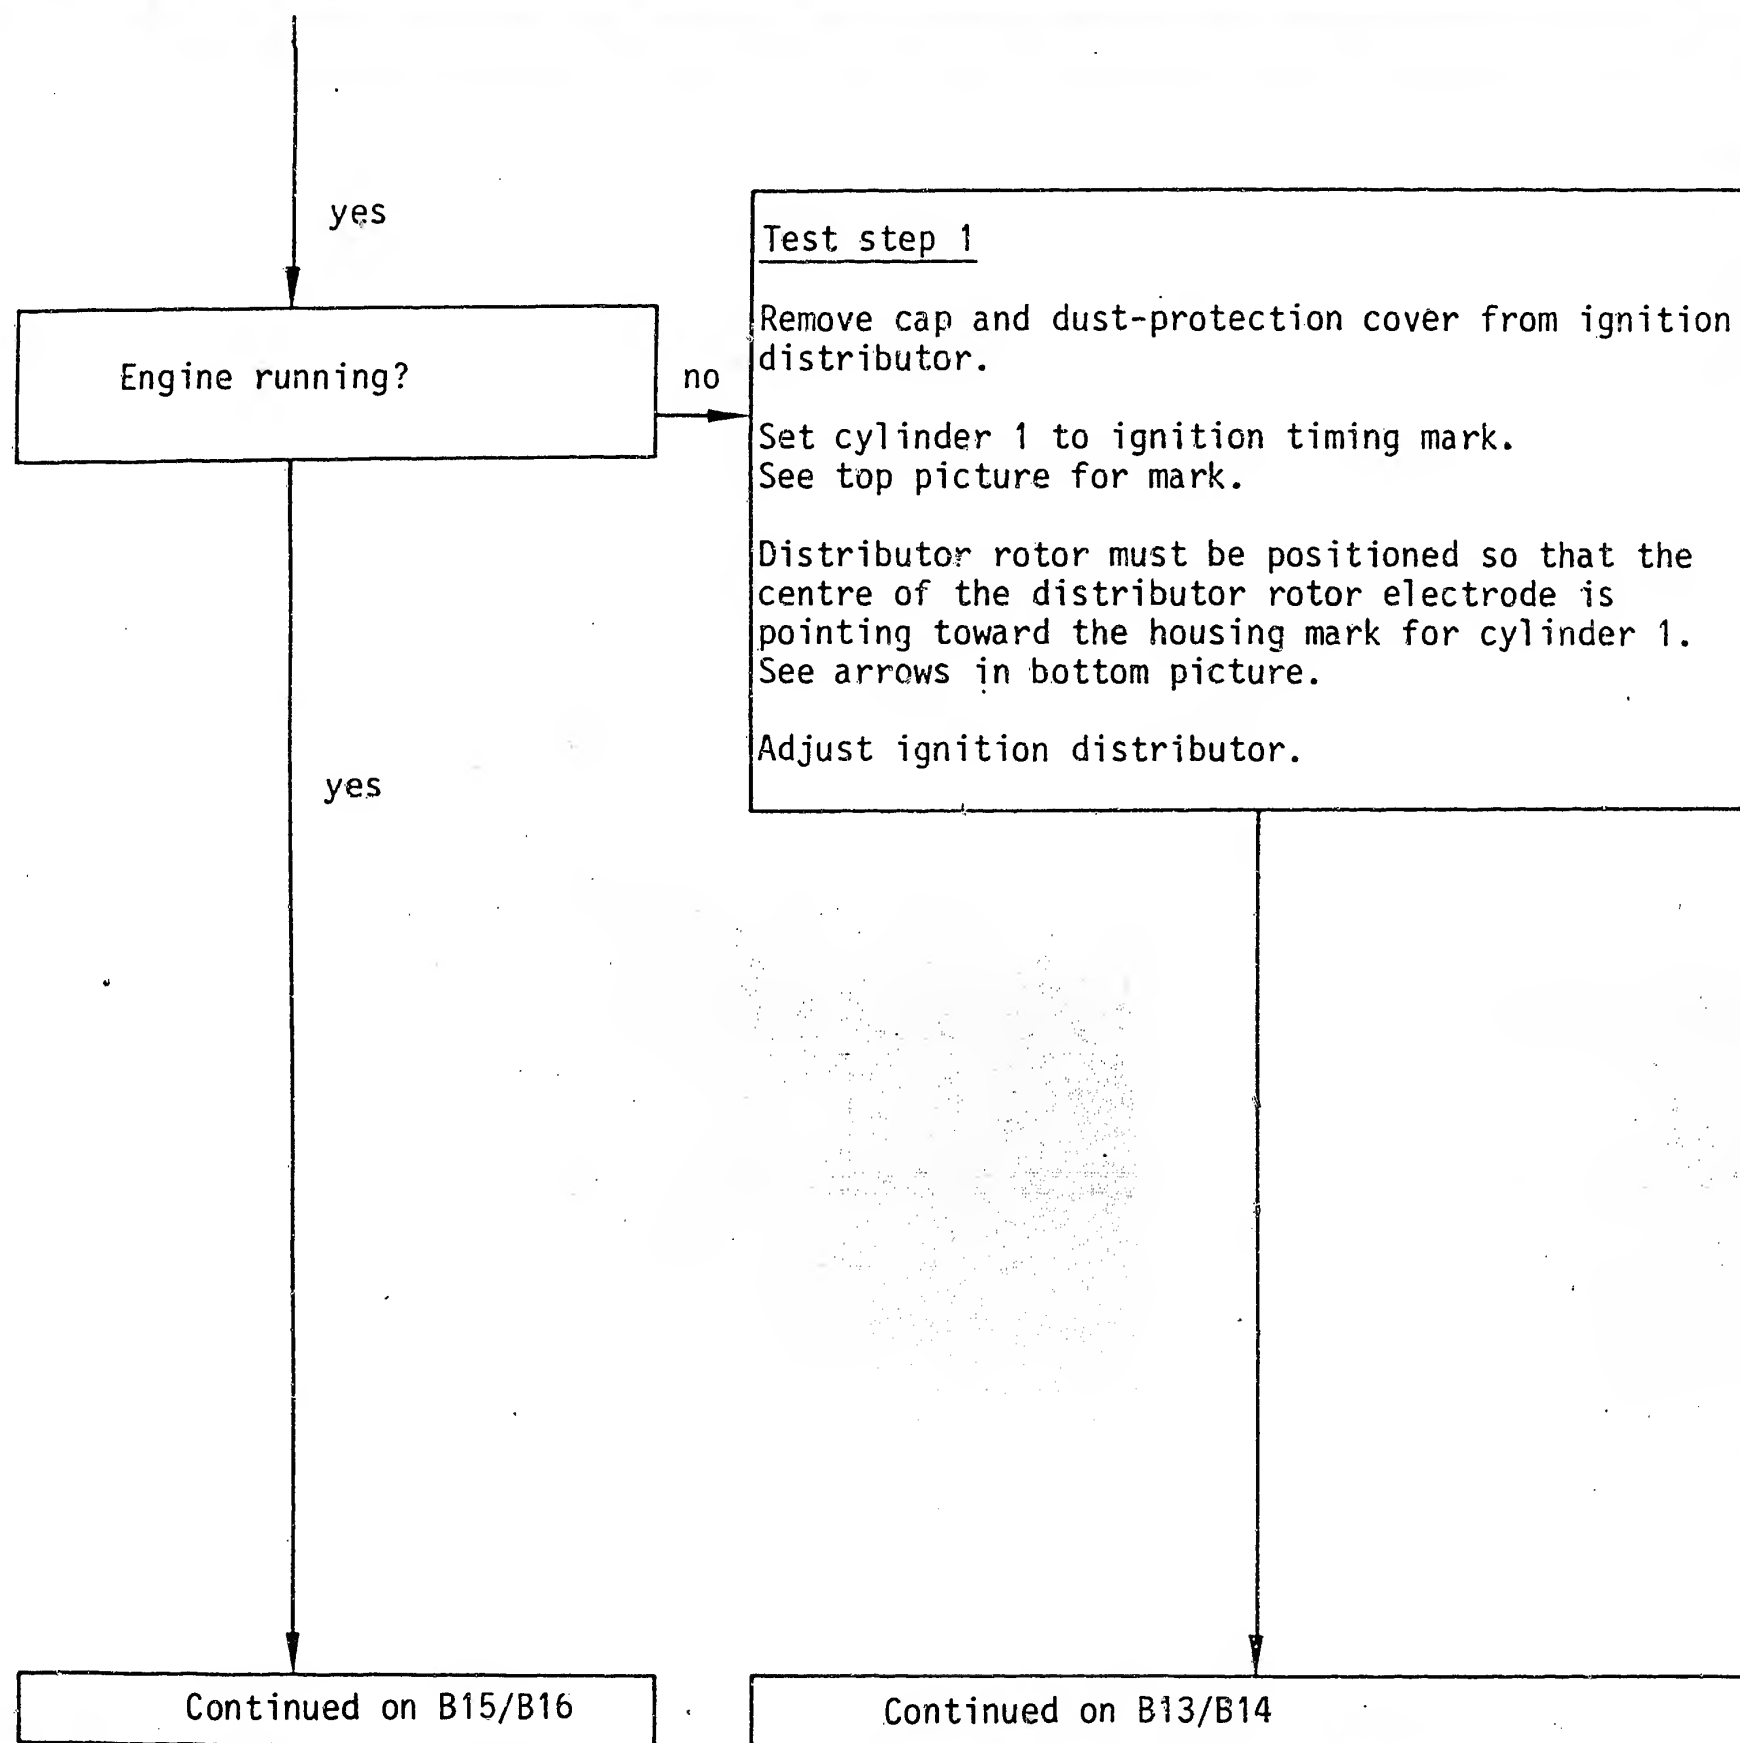 yes
Engine running?
no
Test step 1
Remove cap and dust-protection cover from ignition
distributor.
Set cylinder 1 to ignition timing mark.
See top picture for mark.
Distributor rotor must be positioned so that the
centre of the distributor rotor electrode is
pointing toward the housing mark for cylinder 1.
See arrows in bottom picture.
Adjust ignition distributor.
yes
Continued on B15/B16
Continued on B13/B14